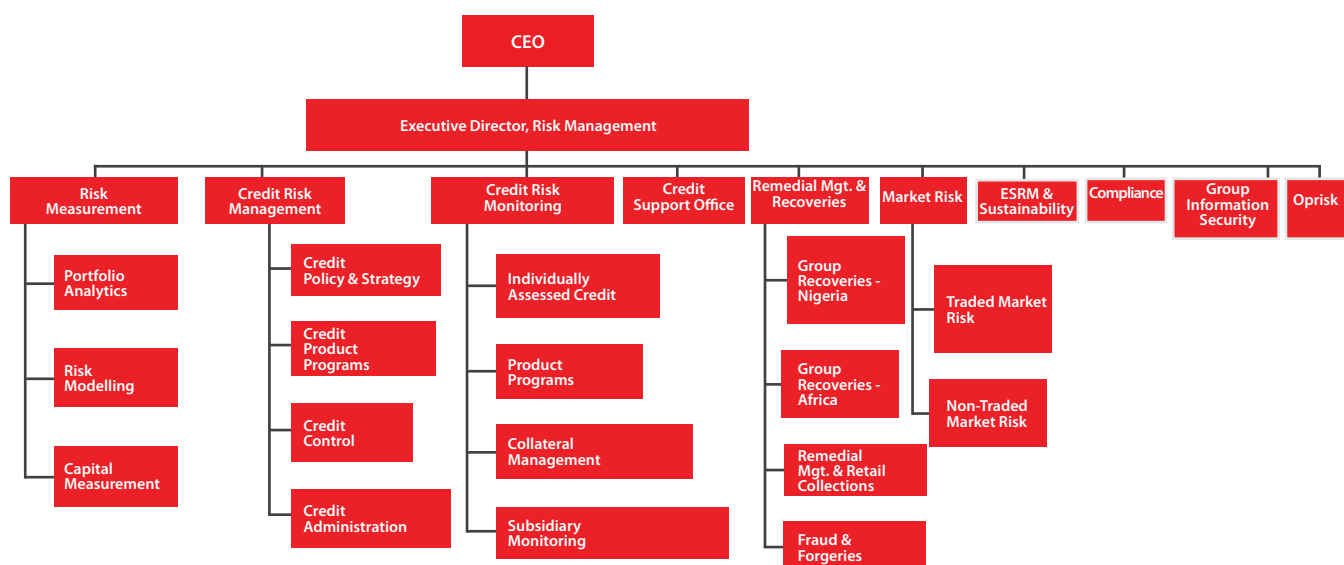 CEO
Executive Director, Risk Management
Risk
Measurement
Credit Risk
Management
Credit Risk
Monitoring
Credit
Support Office
Remedial Mgt. &
Recoveries
Market Risk
ESRM &
Sustainability
Compliance
Group
Information
Security
Oprisk
Portfolio
Analytics
Risk
Modelling
Capital
Measurement
Credit
Policy & Strategy
Credit
Product
Programs
Credit
Control
Credit
Administration
Individually
Assessed Credit
Product
Programs
Collateral
Management
Subsidiary
Monitoring
Group
Recoveries -
Nigeria
Group
Recoveries -
Africa
Remedial
Mgt. & Retail
Collections
Fraud &
Forgeries
Traded Market
Risk
Non-Traded
Market Risk